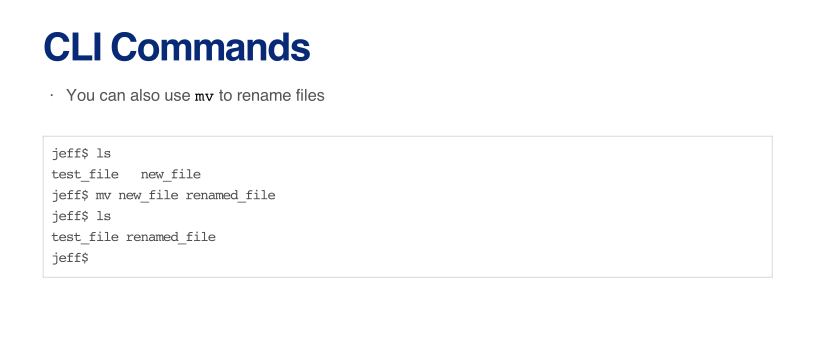 CLI Commands
· You can also use mv to rename files
jeff$ ls
test_file   new_file
jeff$ mv new_file renamed_file
jeff$ ls
test_file renamed_file
jeff$